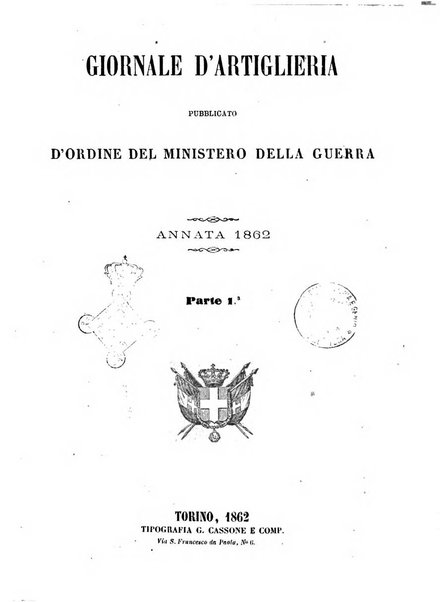 GIORNALE D'ARTIGLIERIA
PUBBLICATO
D'ORDINE DEL MINISTERO DELLA GUERRA
ANNATA 1862
Parte 1.ª
TORINO, 1862
TIPOGRAFIA G. CASSONE E COMP.
Via S. Francesco da Paola, Nº 6.